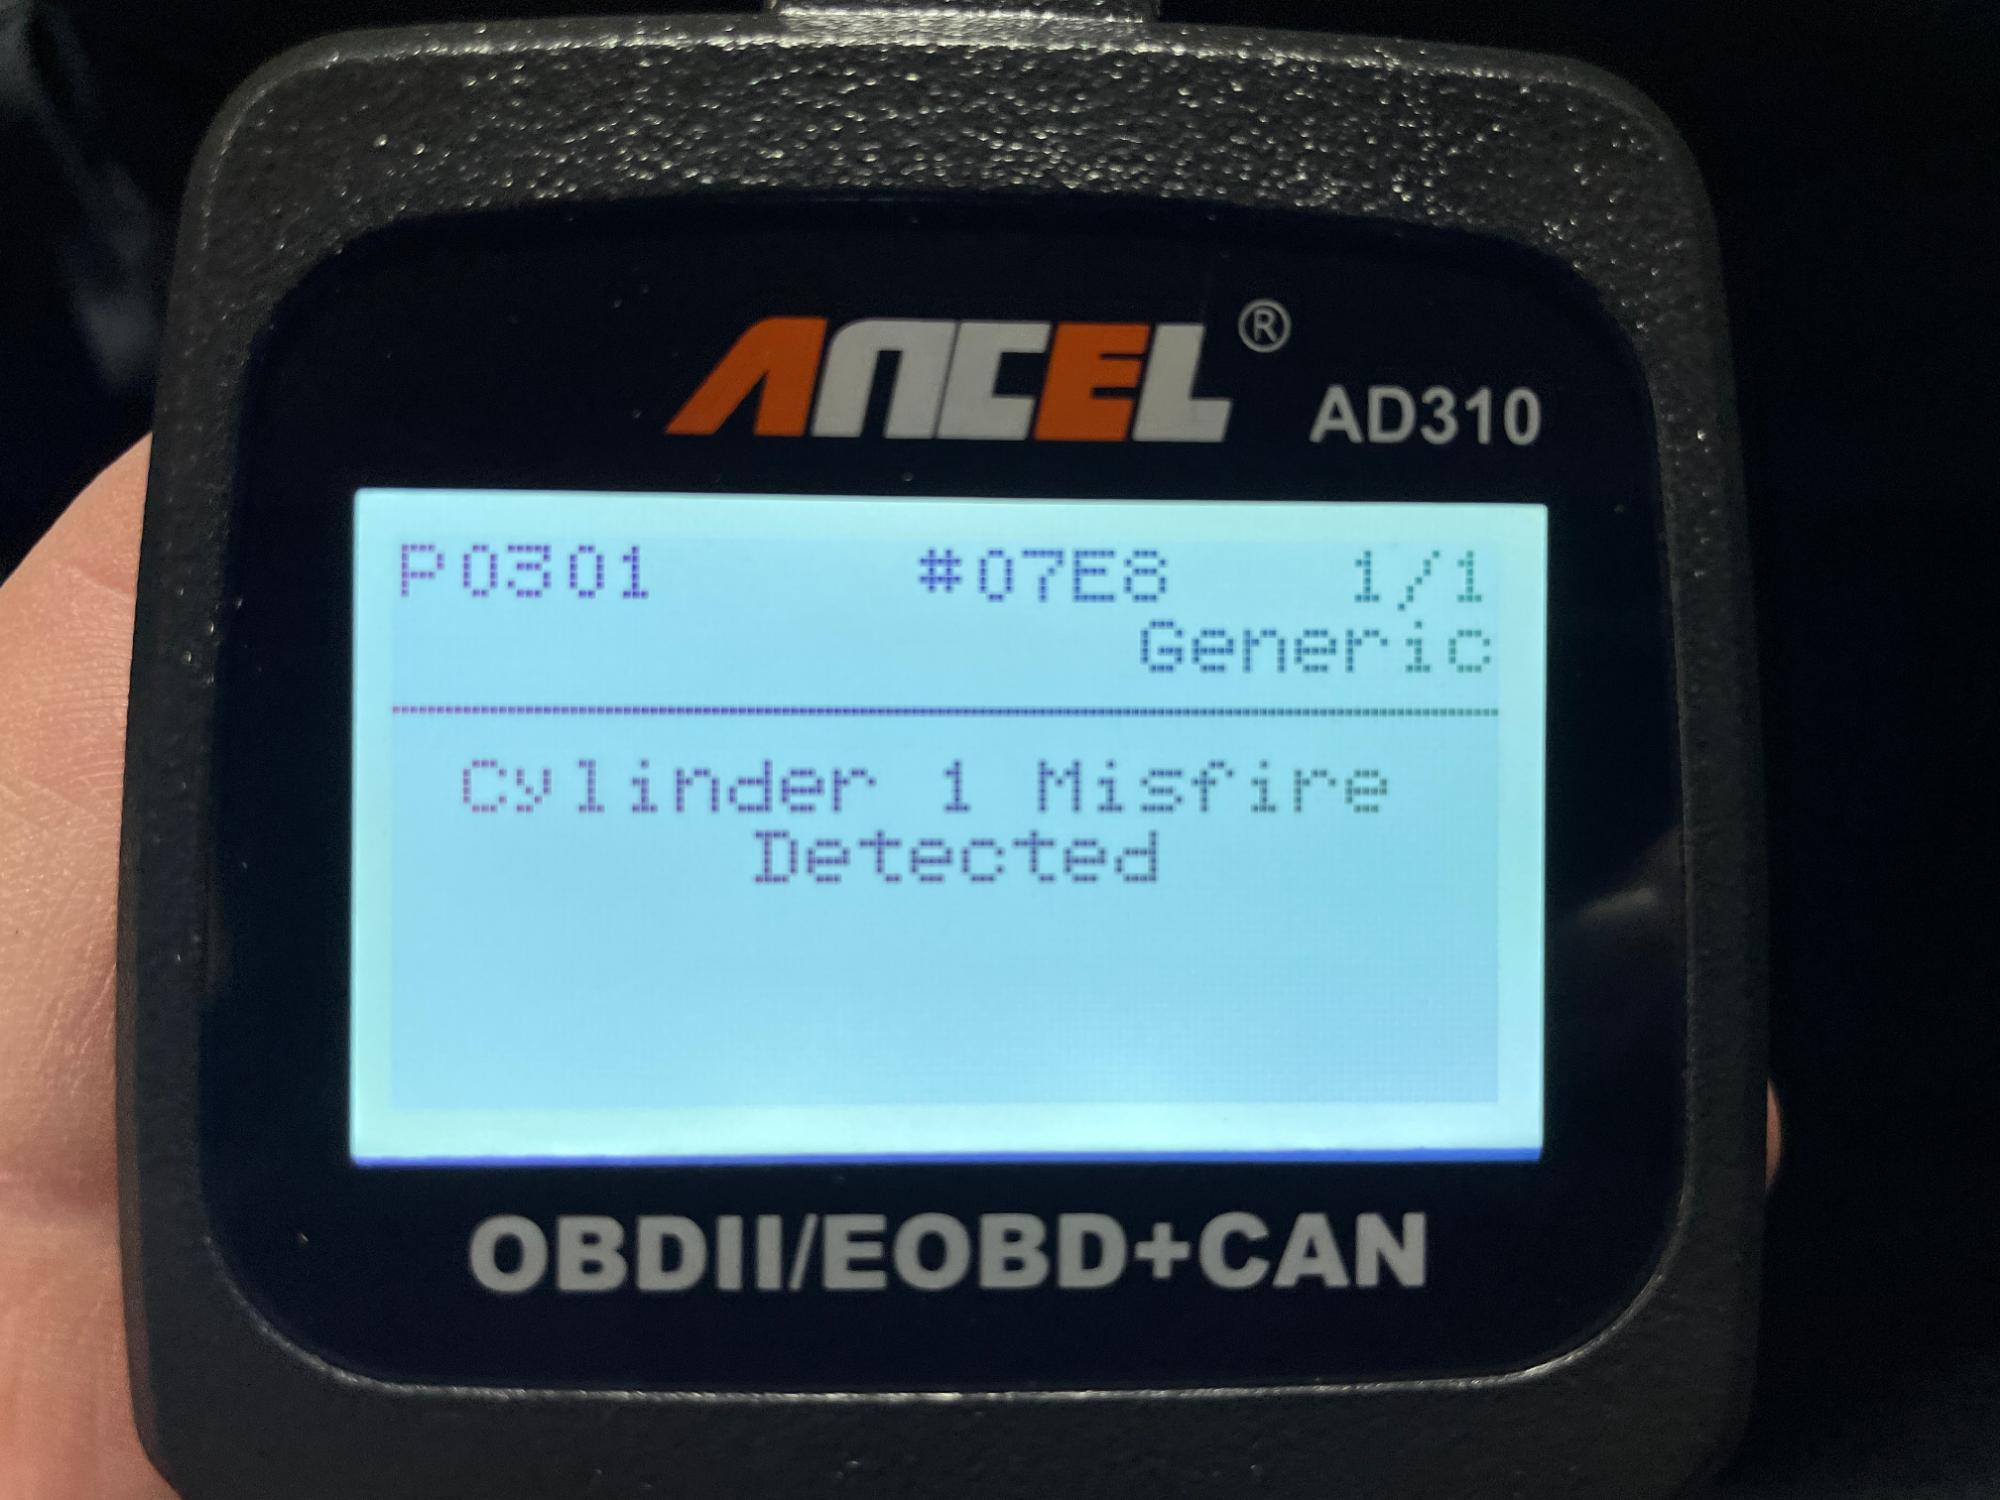 ANCEL® AD310
P0301 #07E8 1/1
Generic
Cylinder 1 Misfire
Detected
OBDII/EOBD+CAN